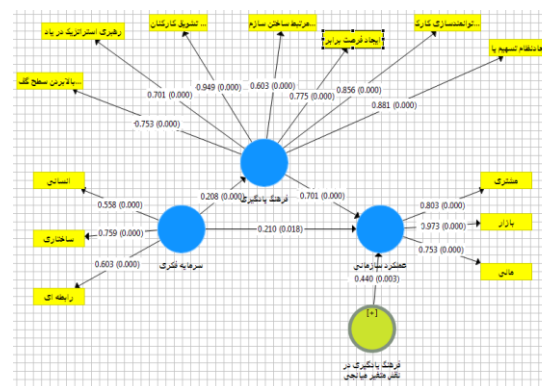 رهبری استراتژیک در یاد
تشویق کارکنان ...
مرتبط ساختن سازم...
ایجاد فرصت برابر
توانمندسازی کارک...
بالا بردن سطح گف...
0.701 (0.000)
0.949 (0.000)
0.603 (0.000)
0.775 (0.000)
0.856 (0.000)
0.881 (0.000)
0.753 (0.000)
فرهنگ یادگیری
انسانی
0.558 (0.000)
0.208 (0.000)
0.701 (0.000)
مشتری
0.803 (0.000)
ساختاری
0.759 (0.000)
0.210 (0.018)
0.973 (0.000)
بازار
سرمایه فکری
عملکرد سازمانی
0.603 (0.000)
0.753 (0.000)
مالی
رابطه ای
0.440 (0.003)
[+]
فرهنگ یادگیری در
نقش متغیر میانجی